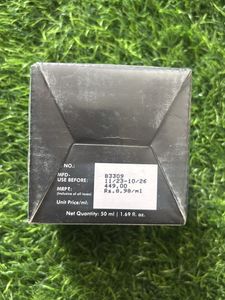 NO.: B3309
MFD-
USE BEFORE: 11/23-10/26
MRP₹: 449.00
(Inclusive of all taxes)
Unit Price/ml: Rs.8.98/ml
Net Quantity: 50 ml | 1.69 fl. oz.